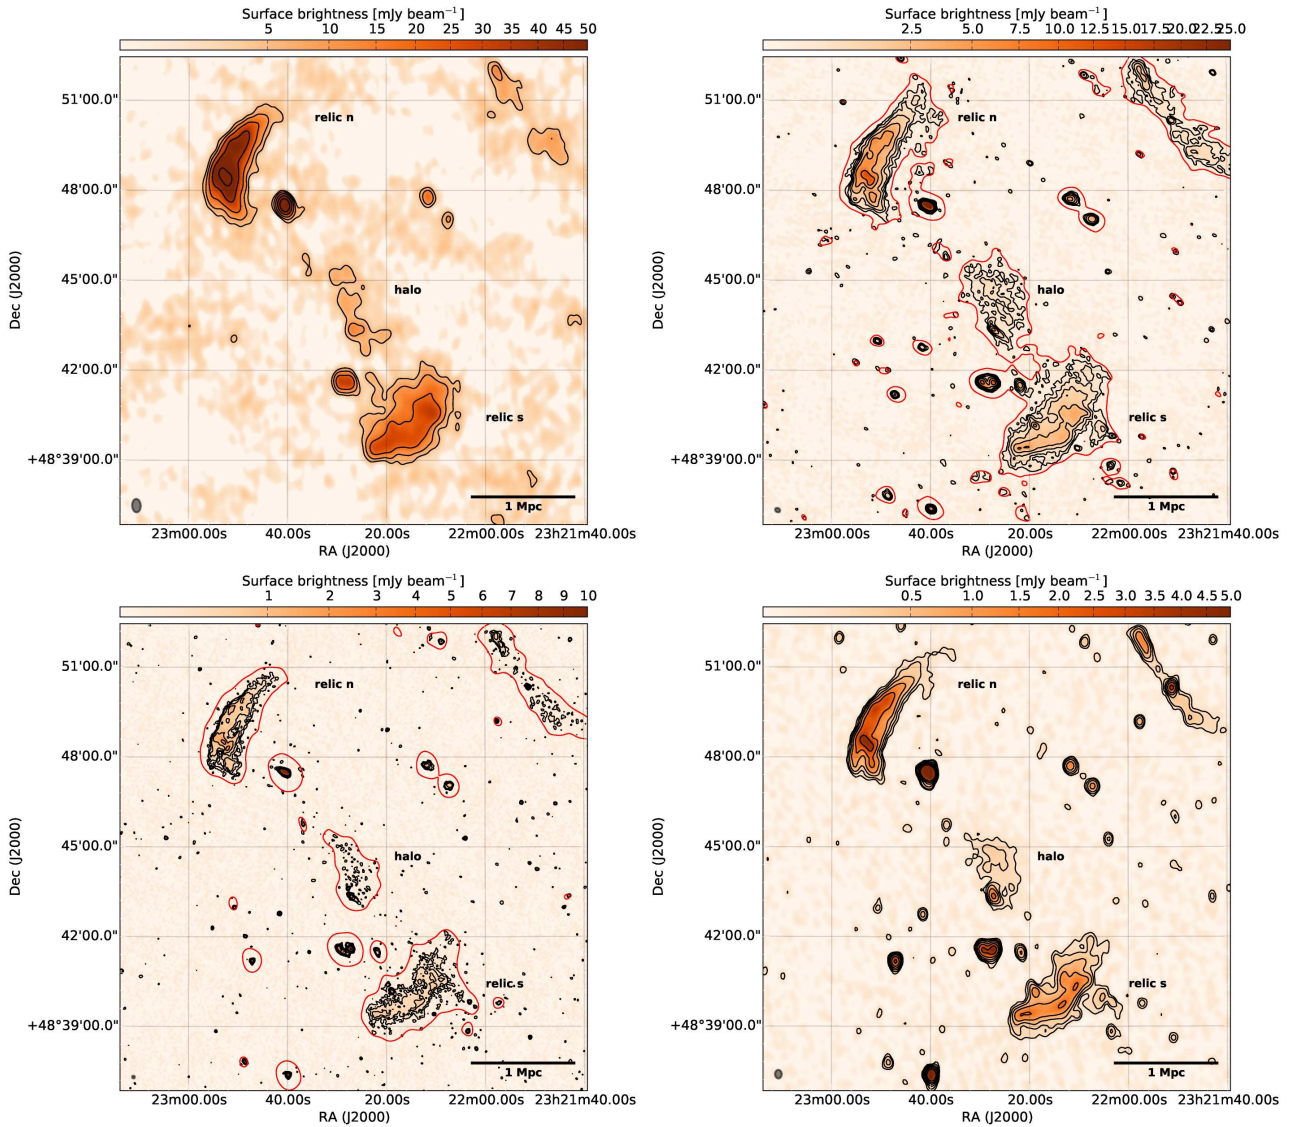 Surface brightness [mJy beam⁻¹]
5 10 15 20 25 32 35 40 45 50
51'00.0"
48'00.0"
45'00.0"
42'00.0"
+48°39'00.0"
Dec (J2000)
relic n
halo
relic s
1 Mpc
23m00.00s 40.00s 20.00s 22m00.00s 23h21m40.00s
RA (J2000)
Surface brightness [mJy beam⁻¹]
2.5 5.0 7.5 10.0 12.5 15.0 17.5 20.0 22.5 25.0
51'00.0"
48'00.0"
45'00.0"
42'00.0"
+48°39'00.0"
Dec (J2000)
relic n
halo
relic s
1 Mpc
23m00.00s 40.00s 20.00s 22m00.00s 23h21m40.00s
RA (J2000)
Surface brightness [mJy beam⁻¹]
1 2 3 4 5 6 7 8 9 10
51'00.0"
48'00.0"
45'00.0"
42'00.0"
+48°39'00.0"
Dec (J2000)
relic n
halo
relic s
1 Mpc
23m00.00s 40.00s 20.00s 22m00.00s 23h21m40.00s
RA (J2000)
Surface brightness [mJy beam⁻¹]
0.5 1.0 1.5 2.0 2.5 3.0 3.5 4.0 4.5 5.0
51'00.0"
48'00.0"
45'00.0"
42'00.0"
+48°39'00.0"
Dec (J2000)
relic n
halo
relic s
1 Mpc
23m00.00s 40.00s 20.00s 22m00.00s 23h21m40.00s
RA (J2000)